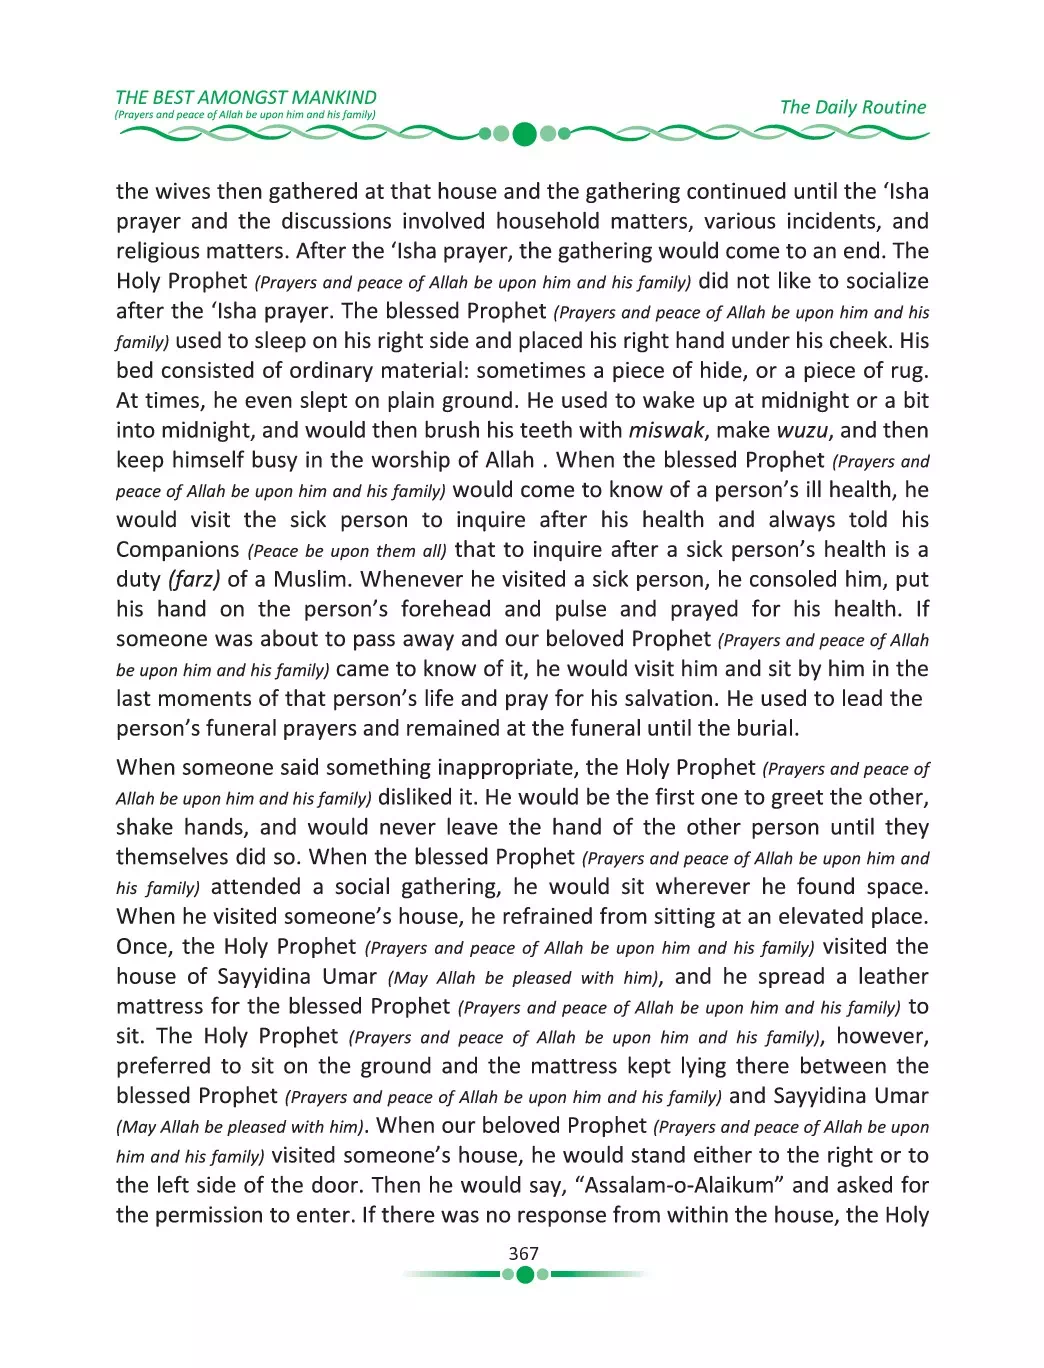 THE BEST AMONGST MANKIND
(Prayers and peace of Allah be upon him and his family)
The Daily Routine
the wives then gathered at that house and the gathering continued until the ‘Isha
prayer and the discussions involved household matters, various incidents, and
religious matters. After the ‘Isha prayer, the gathering would come to an end. The
Holy Prophet (Prayers and peace of Allah be upon him and his family) did not like to socialize
after the ‘Isha prayer. The blessed Prophet (Prayers and peace of Allah be upon him and his
family) used to sleep on his right side and placed his right hand under his cheek. His
bed consisted of ordinary material: sometimes a piece of hide, or a piece of rug.
At times, he even slept on plain ground. He used to wake up at midnight or a bit
into midnight, and would then brush his teeth with miswak, make wuzu, and then
keep himself busy in the worship of Allah . When the blessed Prophet (Prayers and
peace of Allah be upon him and his family) would come to know of a person’s ill health, he
would visit the sick person to inquire after his health and always told his
Companions (Peace be upon them all) that to inquire after a sick person’s health is a
duty (farz) of a Muslim. Whenever he visited a sick person, he consoled him, put
his hand on the person’s forehead and pulse and prayed for his health. If
someone was about to pass away and our beloved Prophet (Prayers and peace of Allah
be upon him and his family) came to know of it, he would visit him and sit by him in the
last moments of that person’s life and pray for his salvation. He used to lead the
person’s funeral prayers and remained at the funeral until the burial.
When someone said something inappropriate, the Holy Prophet (Prayers and peace of
Allah be upon him and his family) disliked it. He would be the first one to greet the other,
shake hands, and would never leave the hand of the other person until they
themselves did so. When the blessed Prophet (Prayers and peace of Allah be upon him and
his family) attended a social gathering, he would sit wherever he found space.
When he visited someone’s house, he refrained from sitting at an elevated place.
Once, the Holy Prophet (Prayers and peace of Allah be upon him and his family) visited the
house of Sayyidina Umar (May Allah be pleased with him), and he spread a leather
mattress for the blessed Prophet (Prayers and peace of Allah be upon him and his family) to
sit. The Holy Prophet (Prayers and peace of Allah be upon him and his family), however,
preferred to sit on the ground and the mattress kept lying there between the
blessed Prophet (Prayers and peace of Allah be upon him and his family) and Sayyidina Umar
(May Allah be pleased with him). When our beloved Prophet (Prayers and peace of Allah be upon
him and his family) visited someone’s house, he would stand either to the right or to
the left side of the door. Then he would say, “Assalam-o-Alaikum” and asked for
the permission to enter. If there was no response from within the house, the Holy
367